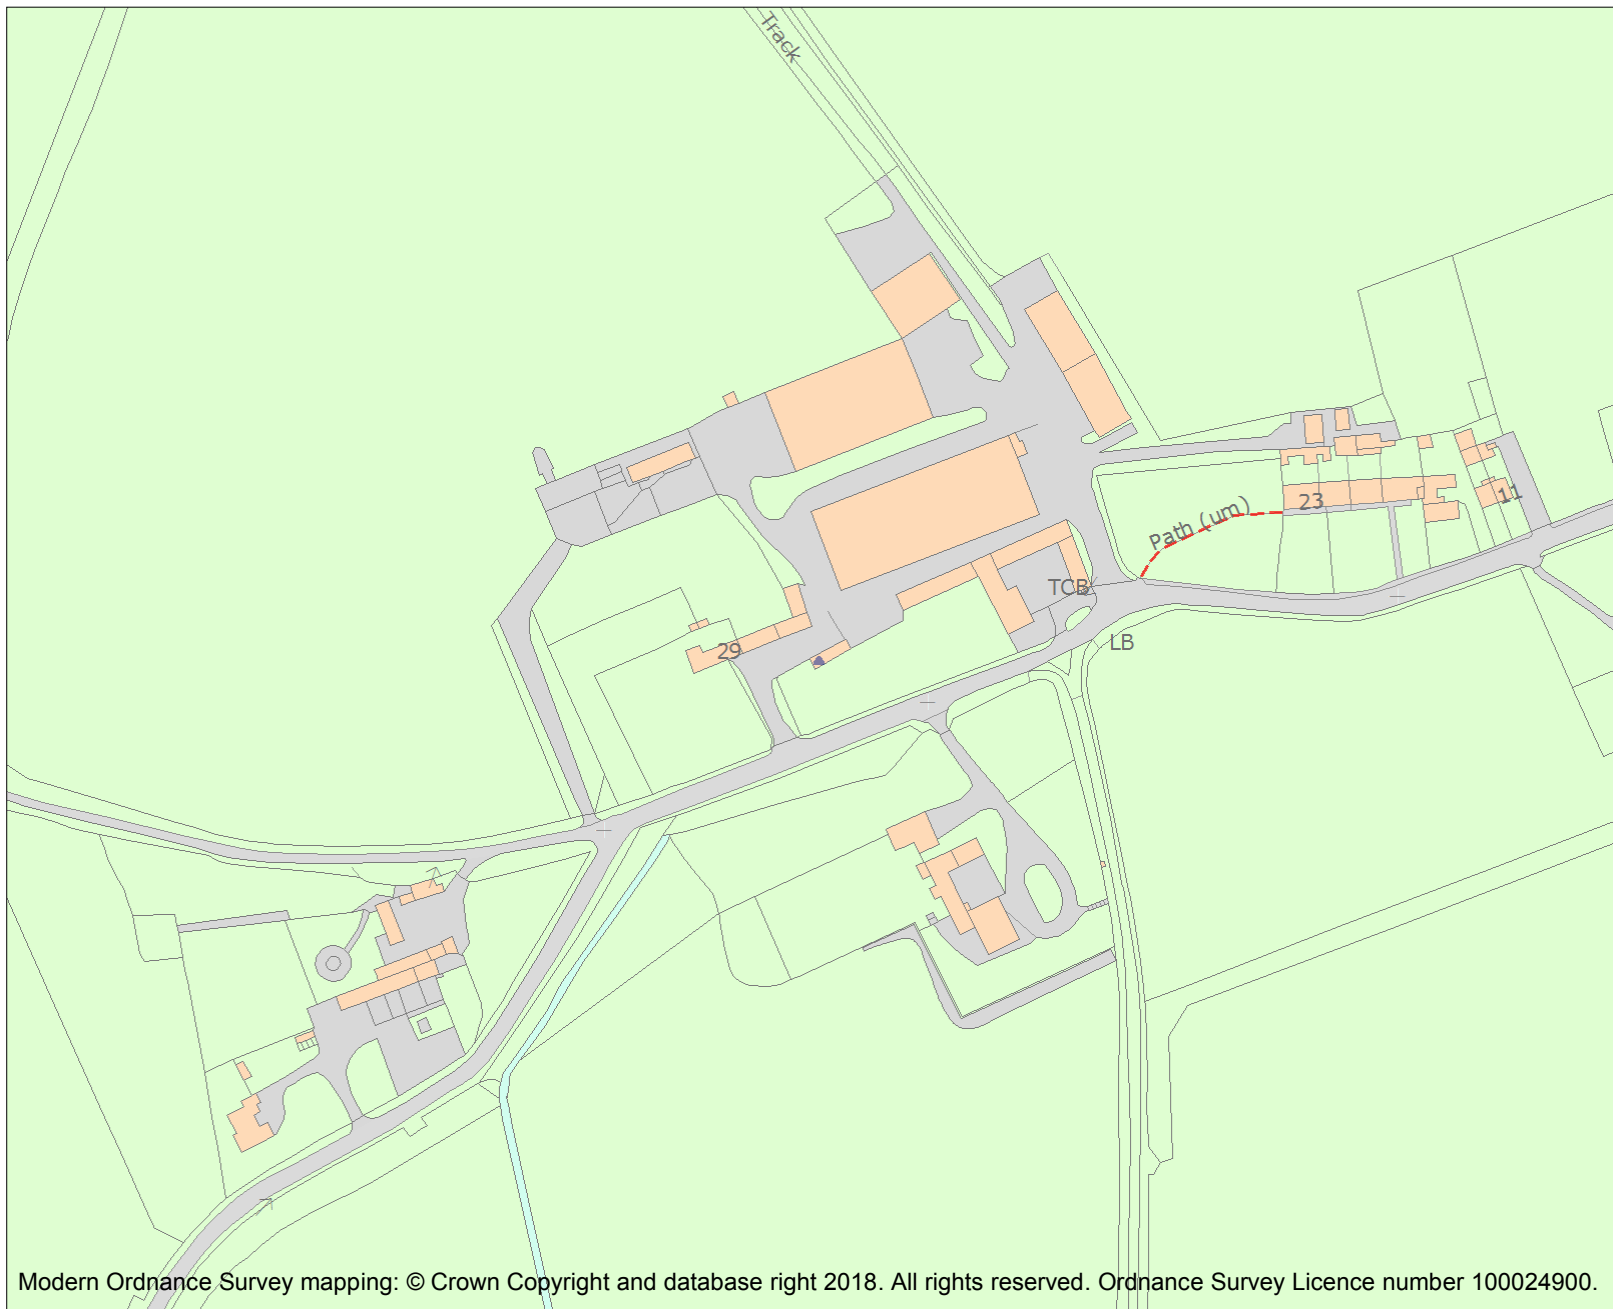 Track
23
11
Path (um)
TCB
LB
29
Modern Ordnance Survey mapping: © Crown Copyright and database right 2018. All rights reserved. Ordnance Survey Licence number 100024900.